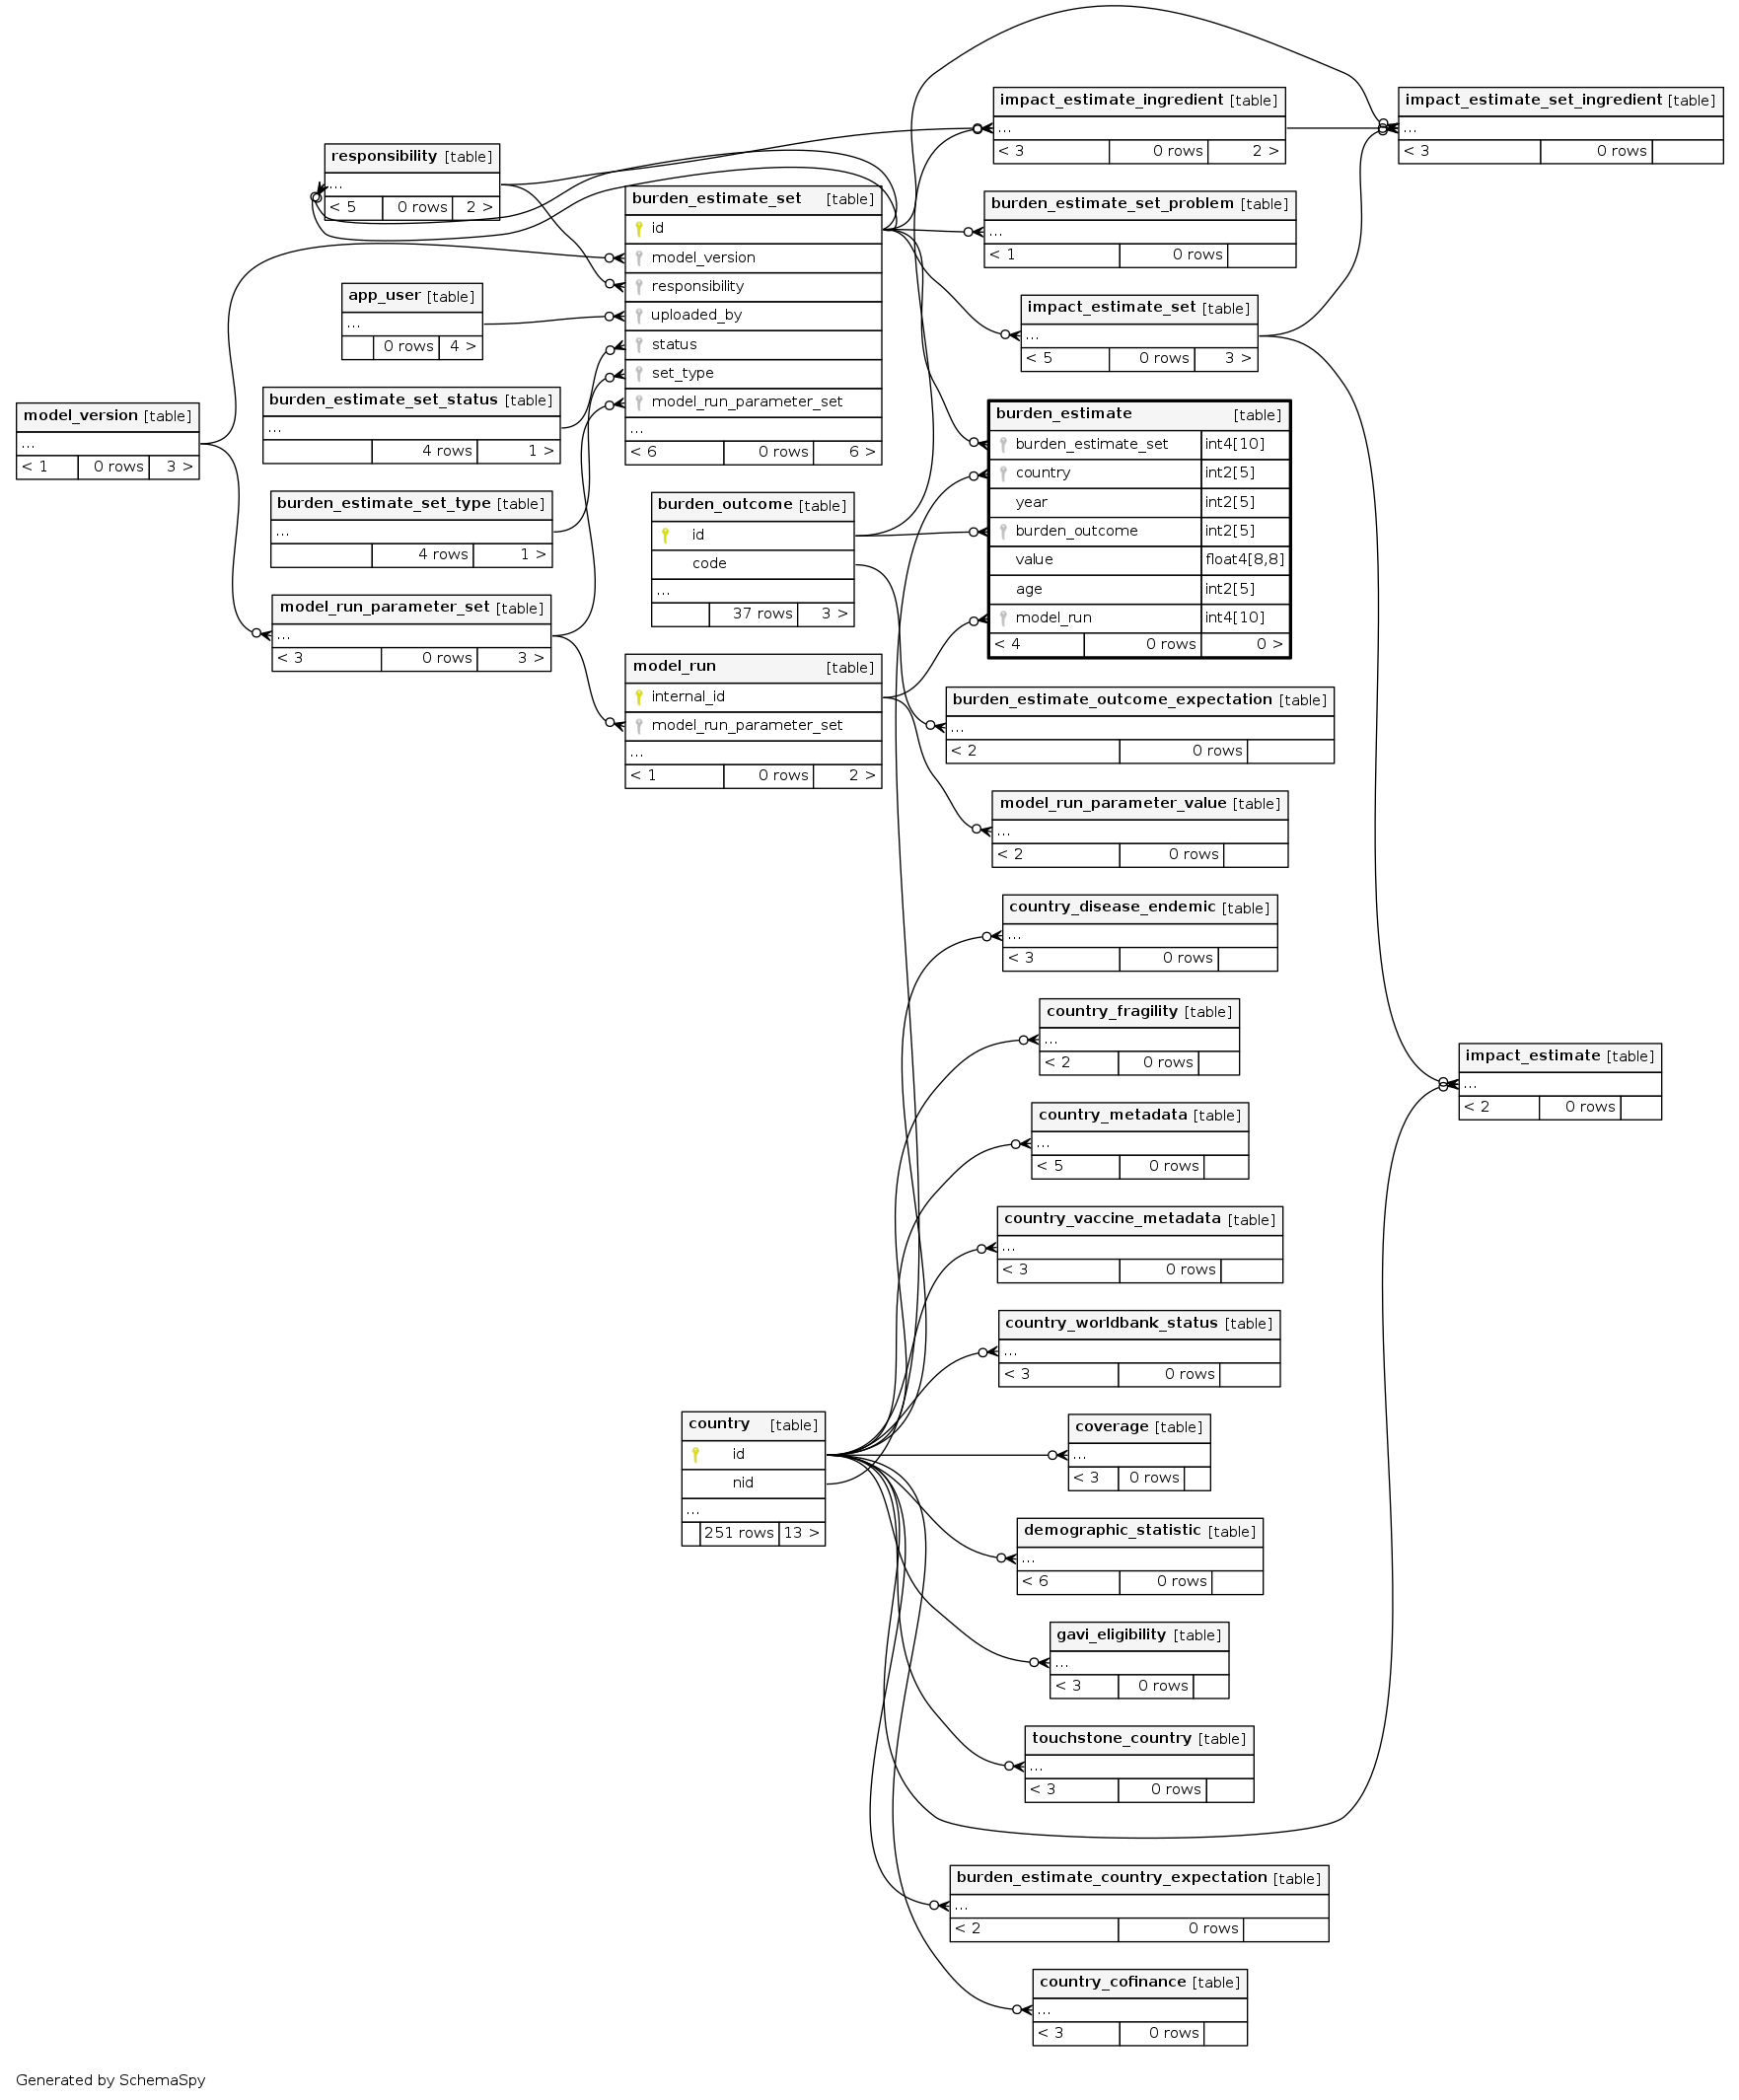 impact_estimate_ingredient [table]
...
< 3 0 rows 2 >
impact_estimate_set_ingredient [table]
...
< 3 0 rows
responsibility [table]
...
< 5 0 rows 2 >
burden_estimate_set [table]
id
model_version
responsibility
uploaded_by
status
set_type
model_run_parameter_set
...
< 6 0 rows 6 >
burden_estimate_set_problem [table]
...
< 1 0 rows
app_user [table]
...
0 rows 4 >
impact_estimate_set [table]
...
< 5 0 rows 3 >
burden_estimate_set_status [table]
...
4 rows 1 >
model_version [table]
...
< 1 0 rows 3 >
burden_estimate [table]
burden_estimate_set int4[10]
country int2[5]
year int2[5]
burden_outcome int2[5]
value float4[8,8]
age int2[5]
model_run int4[10]
< 4 0 rows 0 >
burden_estimate_set_type [table]
...
4 rows 1 >
burden_outcome [table]
id
code
...
37 rows 3 >
model_run_parameter_set [table]
...
< 3 0 rows 3 >
model_run [table]
internal_id
model_run_parameter_set
...
< 1 0 rows 2 >
burden_estimate_outcome_expectation [table]
...
< 2 0 rows
model_run_parameter_value [table]
...
< 2 0 rows
country_disease_endemic [table]
...
< 3 0 rows
country_fragility [table]
...
< 2 0 rows
impact_estimate [table]
...
< 2 0 rows
country_metadata [table]
...
< 5 0 rows
country_vaccine_metadata [table]
...
< 3 0 rows
country_worldbank_status [table]
...
< 3 0 rows
country [table]
id
nid
...
251 rows 13 >
coverage [table]
...
< 3 0 rows
demographic_statistic [table]
...
< 6 0 rows
gavi_eligibility [table]
...
< 3 0 rows
touchstone_country [table]
...
< 3 0 rows
burden_estimate_country_expectation [table]
...
< 2 0 rows
country_cofinance [table]
...
< 3 0 rows
Generated by SchemaSpy